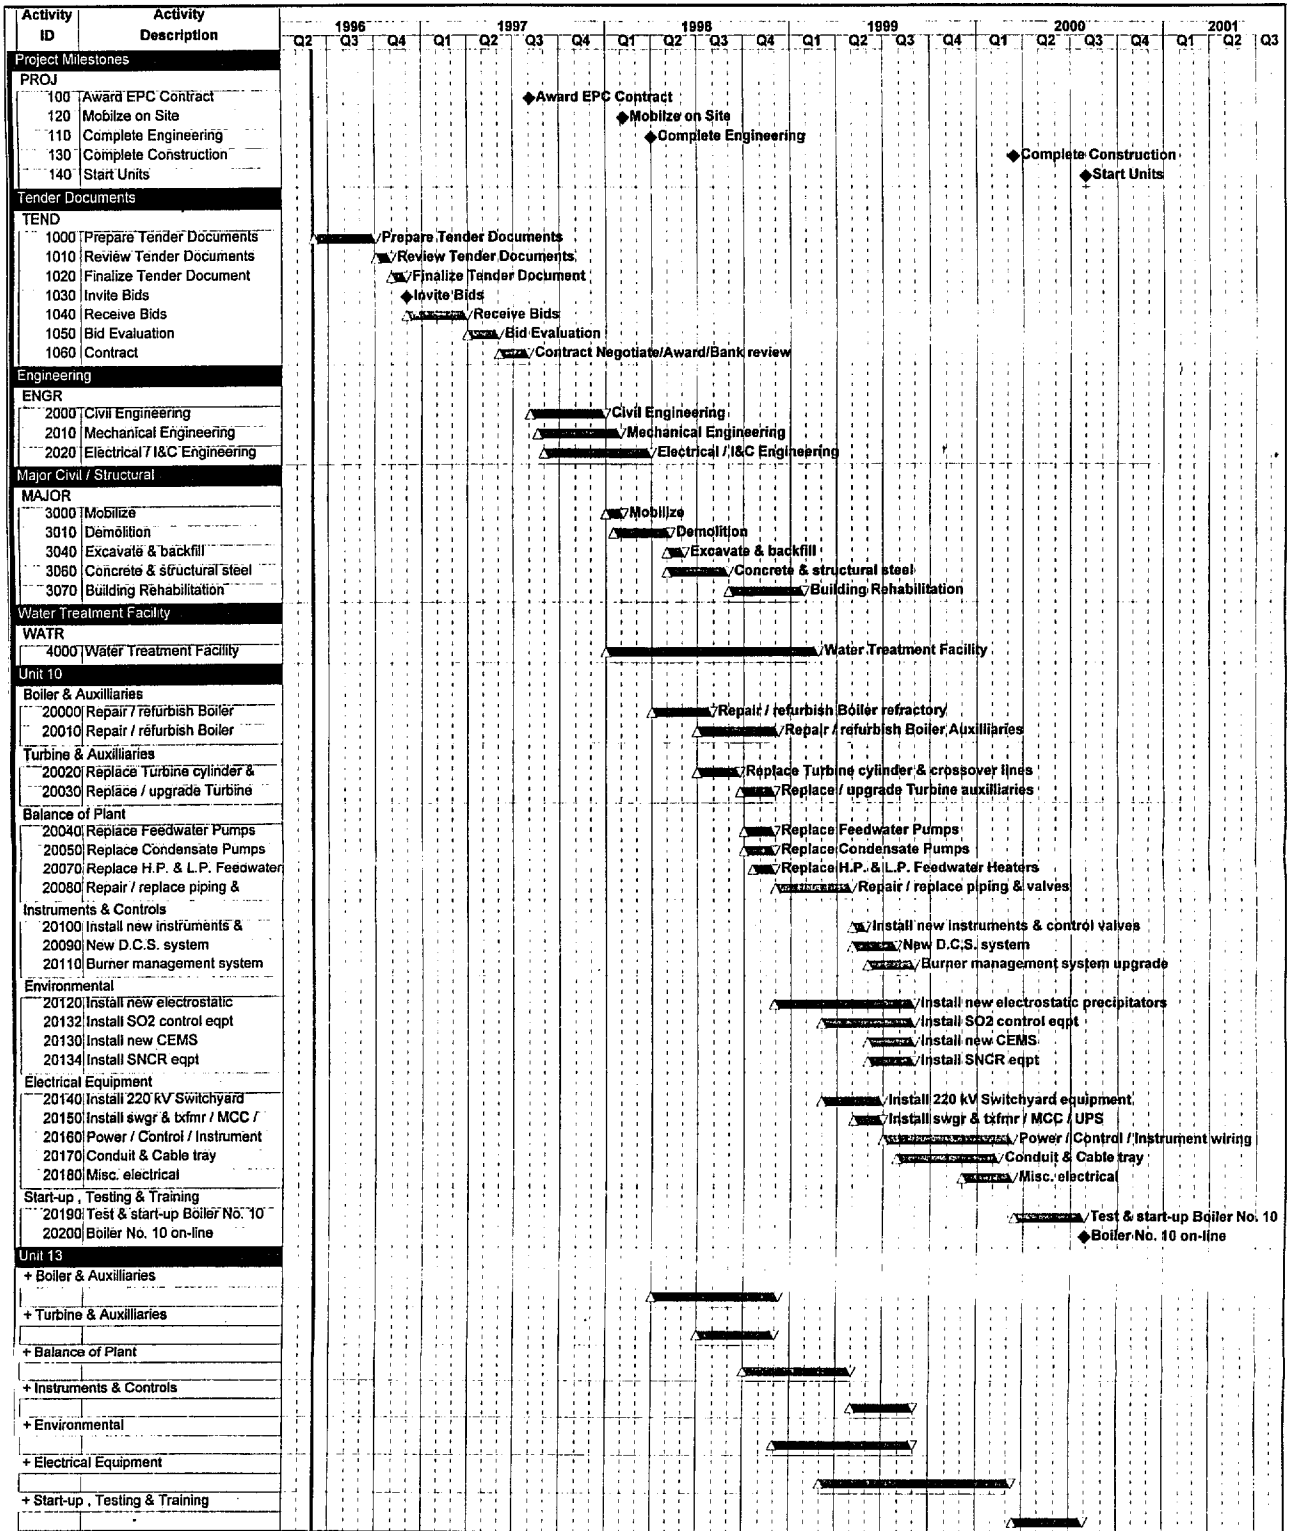 Activity Activity 1996 1997 1998 1999 2000 2001
ID Description Q2 Q3 Q4 Q1 Q2 Q3 Q4 Q1 Q2 Q3 Q4 Q1 Q2 Q3 Q4 Q1 Q2 Q3 Q4 Q1 Q2 Q3
Project Milestones
PROJ
100 Award EPC Contract Award EPC Contract
120 Mobilze on Site Mobilze on Site
110 Complete Engineering Complete Engineering
130 Complete Construction Complete Construction
140 Start Units Start Units
Tender Documents
TEND
1000 Prepare Tender Documents Prepare Tender Documents
1010 Review Tender Documents Review Tender Documents
1020 Finalize Tender Document Finalize Tender Document
1030 Invite Bids Invite Bids
1040 Receive Bids Receive Bids
1050 Bid Evaluation Bid Evaluation
1060 Contract Contract Negotiate/Award/Bank review
Engineering
ENGR
2000 Civil Engineering Civil Engineering
2010 Mechanical Engineering Mechanical Engineering
2020 Electrical / I&C Engineering Electrical / I&C Engineering
Major Civil / Structural
MAJOR
3000 Mobilize Mobilize
3010 Demolition Demolition
3040 Excavate & backfill Excavate & backfill
3060 Concrete & structural steel Concrete & structural steel
3070 Building Rehabilitation Building Rehabilitation
Water Treatment Facility
WATR
4000 Water Treatment Facility Water Treatment Facility
Unit 10
Boiler & Auxilliaries
20000 Repair / refurbish Boiler Repair / refurbish Boiler refractory
20010 Repair / refurbish Boiler Repair / refurbish Boiler Auxilliaries
Turbine & Auxilliaries
20020 Replace Turbine cylinder & Replace Turbine cylinder & crossover lines
20030 Replace / upgrade Turbine Replace / upgrade Turbine auxilliaries
Balance of Plant
20040 Replace Feedwater Pumps Replace Feedwater Pumps
20050 Replace Condensate Pumps Replace Condensate Pumps
20070 Replace H.P. & L.P. Feedwater Replace H.P. & L.P. Feedwater Heaters
20080 Repair / replace piping & Repair / replace piping & valves
Instruments & Controls
20100 Install new instruments & Install new instruments & control valves
20090 New D.C.S. system New D.C.S. system
20110 Burner management system Burner management system upgrade
Environmental
20120 Install new electrostatic Install new electrostatic precipitators
20132 Install SO2 control eqpt Install SO2 control eqpt
20130 Install new CEMS Install new CEMS
20134 Install SNCR eqpt Install SNCR eqpt
Electrical Equipment
20140 Install 220 kV Switchyard Install 220 kV Switchyard equipment
20150 Install swgr & txfmr / MCC / Install swgr & txfmr / MCC / UPS
20160 Power / Control / Instrument Power / Control / Instrument wiring
20170 Conduit & Cable tray Conduit & Cable tray
20180 Misc. electrical Misc. electrical
Start-up , Testing & Training
20190 Test & start-up Boiler No. 10 Test & start-up Boiler No. 10
20200 Boiler No. 10 on-line Boiler No. 10 on-line
Unit 13
+ Boiler & Auxilliaries
+ Turbine & Auxilliaries
+ Balance of Plant
+ Instruments & Controls
+ Environmental
+ Electrical Equipment
+ Start-up , Testing & Training